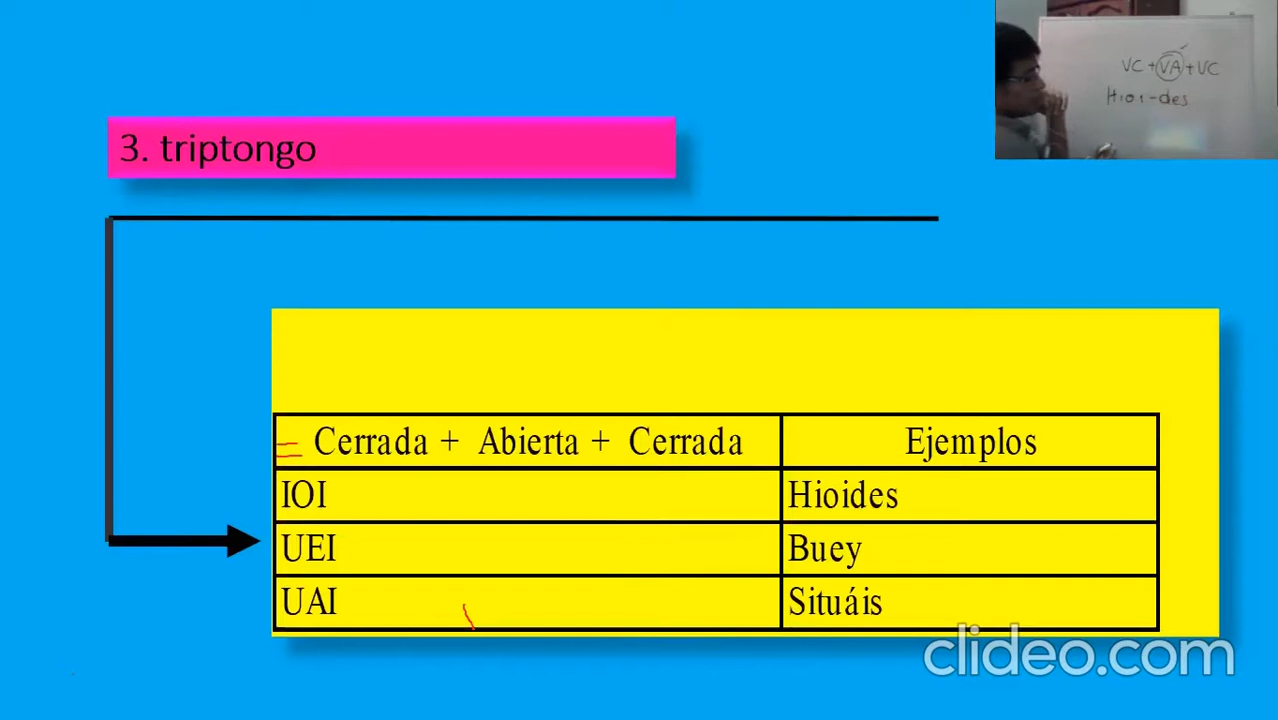 VC + VA + VC
Hioi-des
3. triptongo
Cerrada + Abierta + Cerrada Ejemplos
IOI Hioides
UEI Buey
UAI Situáis
clideo.com